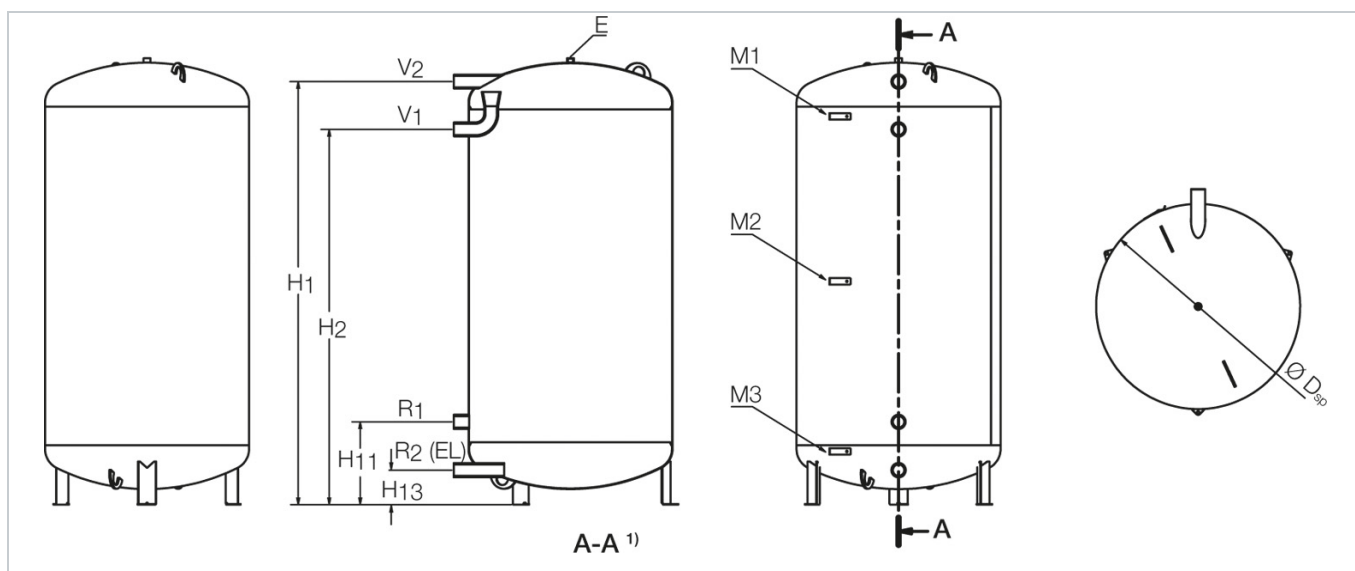 E
A
V2
M1
V1
M2
H1
H2
Ø Dsp
M3
R1
R2 (EL)
H11
H13
A
A-A 1)